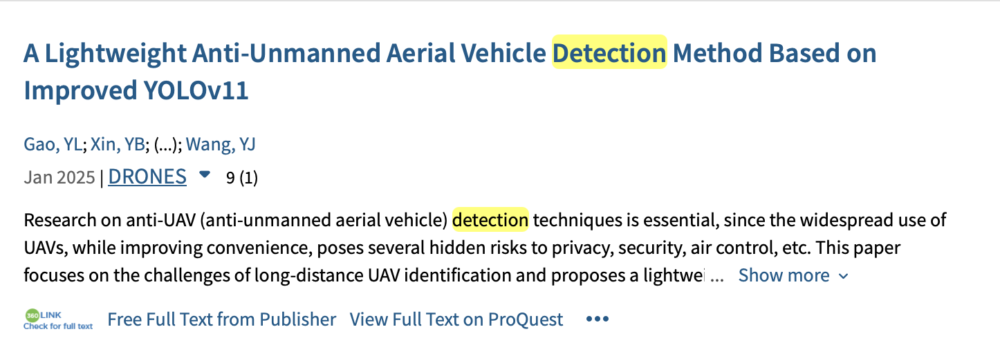 A Lightweight Anti-Unmanned Aerial Vehicle Detection Method Based on
Improved YOLOv11
Gao, YL; Xin, YB; (...); Wang, YJ
Jan 2025 | DRONES 9 (1)
Research on anti-UAV (anti-unmanned aerial vehicle) detection techniques is essential, since the widespread use of
UAVs, while improving convenience, poses several hidden risks to privacy, security, air control, etc. This paper
focuses on the challenges of long-distance UAV identification and proposes a lightwei ... Show more
360 LINK
Check for full text
Free Full Text from Publisher View Full Text on ProQuest •••